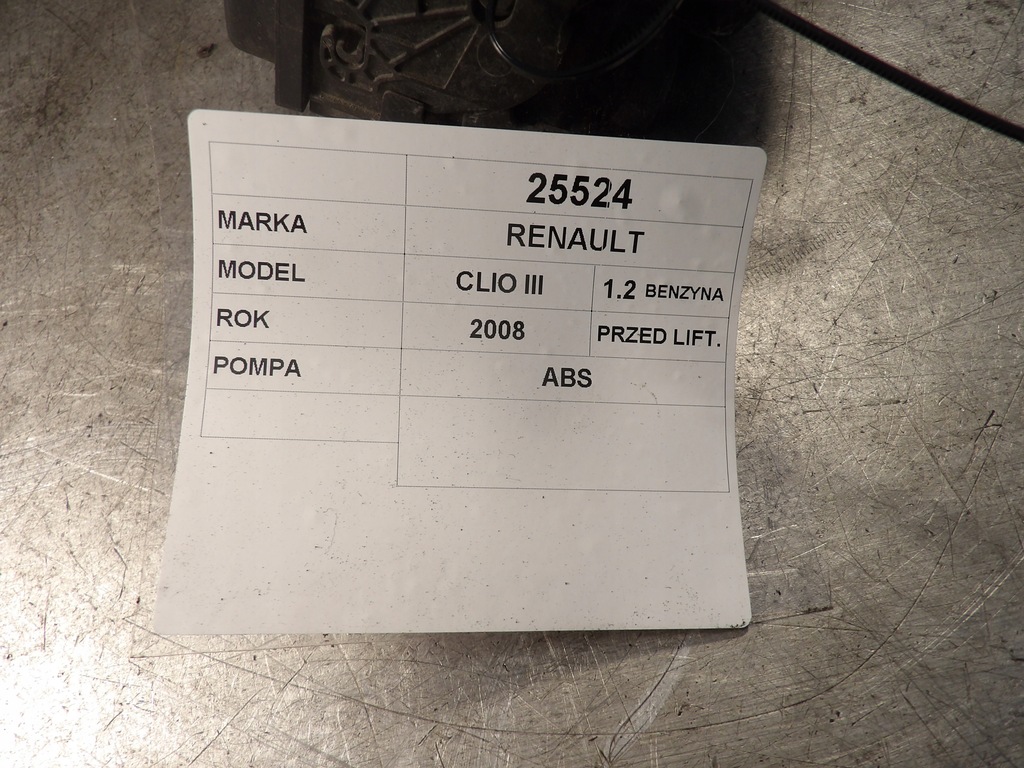 25524
MARKA RENAULT
MODEL CLIO III 1.2 BENZYNA
ROK 2008 PRZED LIFT.
POMPA ABS